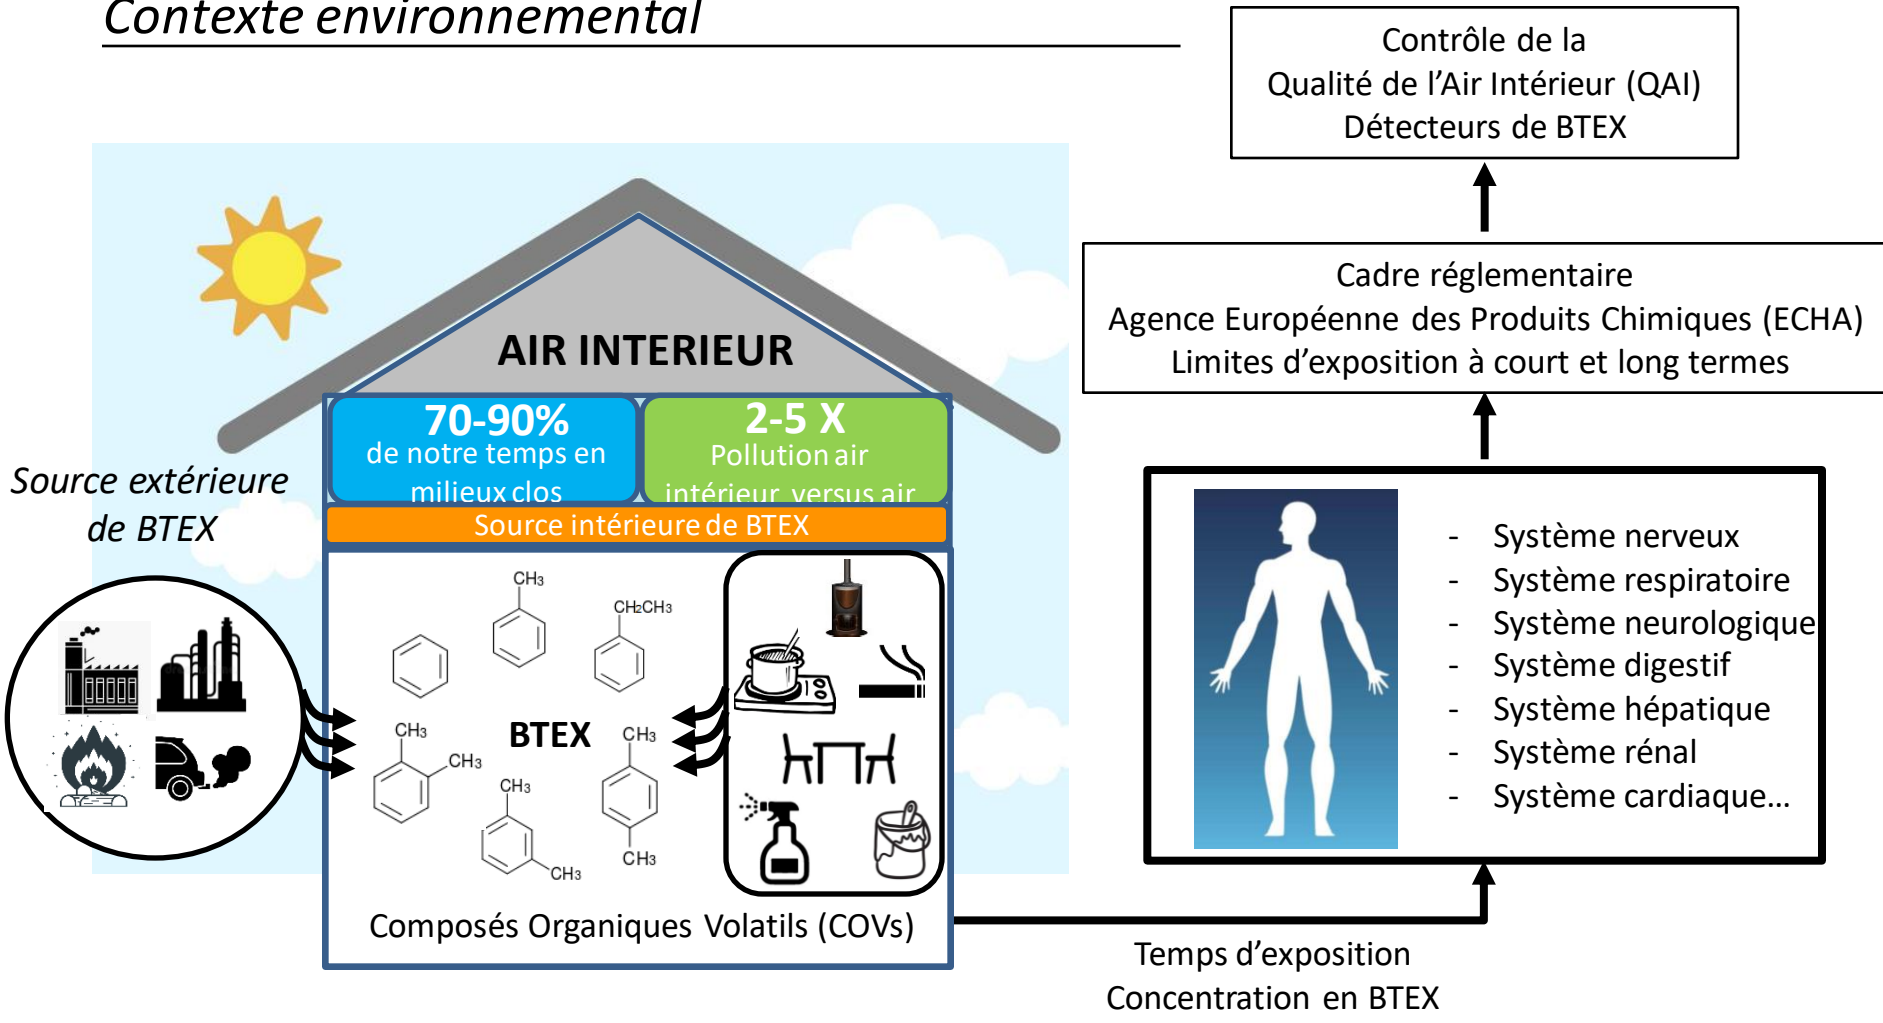 Contexte environnemental
Contrôle de la
Qualité de l'Air Intérieur (QAI)
Détecteurs de BTEX
Cadre réglementaire
Agence Européenne des Produits Chimiques (ECHA)
Limites d'exposition à court et long termes
AIR INTERIEUR
70-90%
de notre temps en
milieux clos
2-5 X
Pollution air
intérieur versus air
Source extérieure
de BTEX
Source intérieure de BTEX
CH3
CH2CH3
CH3
CH3
BTEX
CH3
CH3
CH3
CH3
Composés Organiques Volatils (COVs)
- Système nerveux
- Système respiratoire
- Système neurologique
- Système digestif
- Système hépatique
- Système rénal
- Système cardiaque...
Temps d'exposition
Concentration en BTEX